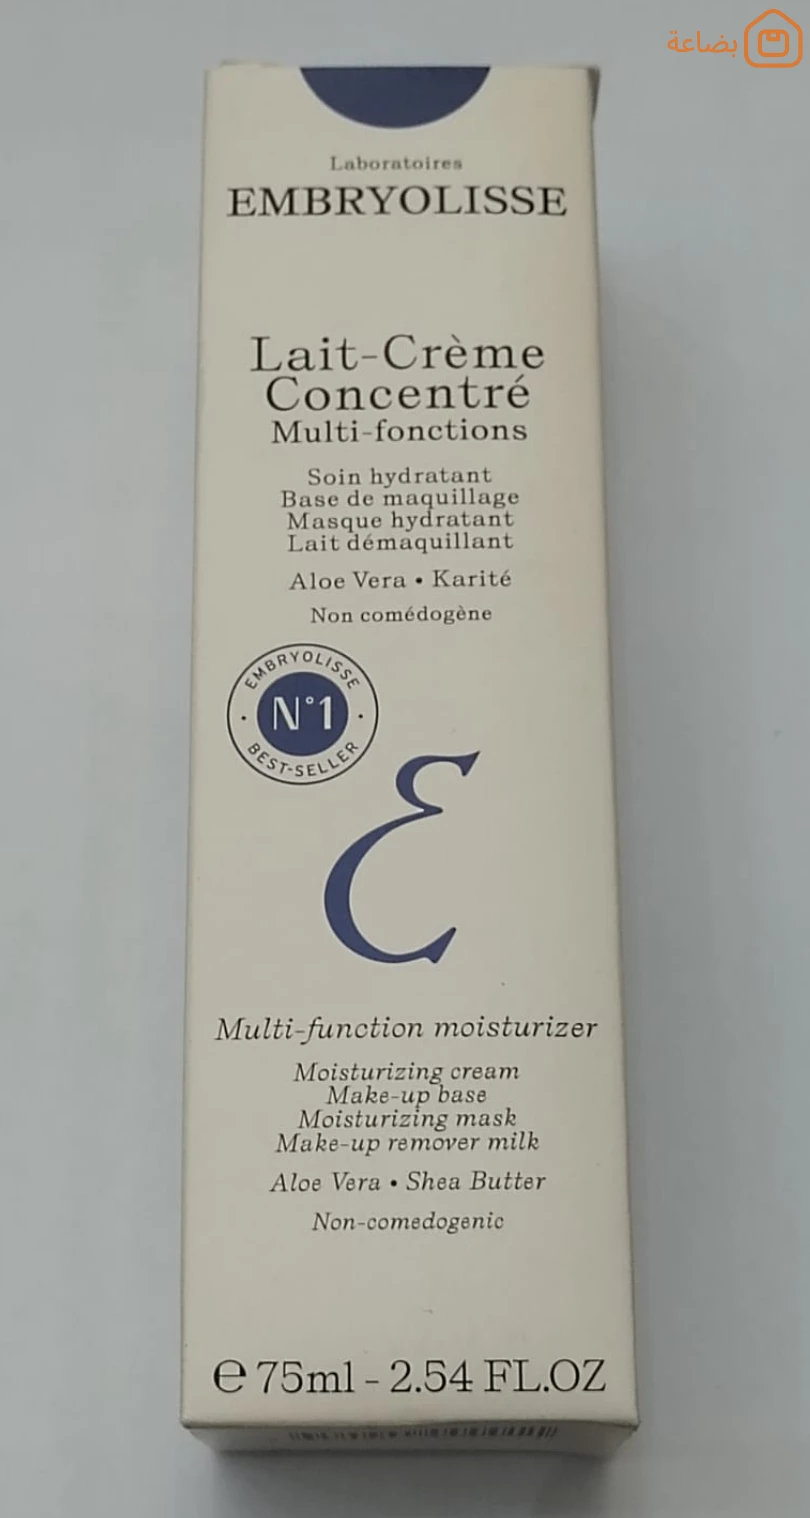 بضاعة
Laboratoires
EMBRYOLISSE
Lait-Crème
Concentré
Multi-fonctions
Soin hydratant
Base de maquillage
Masque hydratant
Lait démaquillant
Aloe Vera • Karité
Non comédogène
EMBRYOLISSE
N°1
BEST-SELLER
Multi-function moisturizer
Moisturizing cream
Make-up base
Moisturizing mask
Make-up remover milk
Aloe Vera • Shea Butter
Non-comedogenic
℮ 75ml - 2.54 FL.OZ